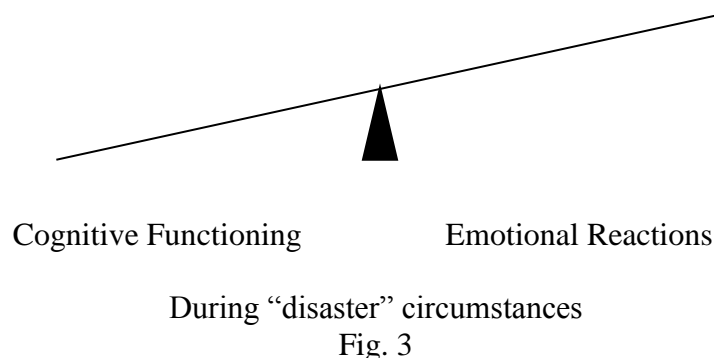 Cognitive Functioning Emotional Reactions
During “disaster” circumstances
Fig. 3